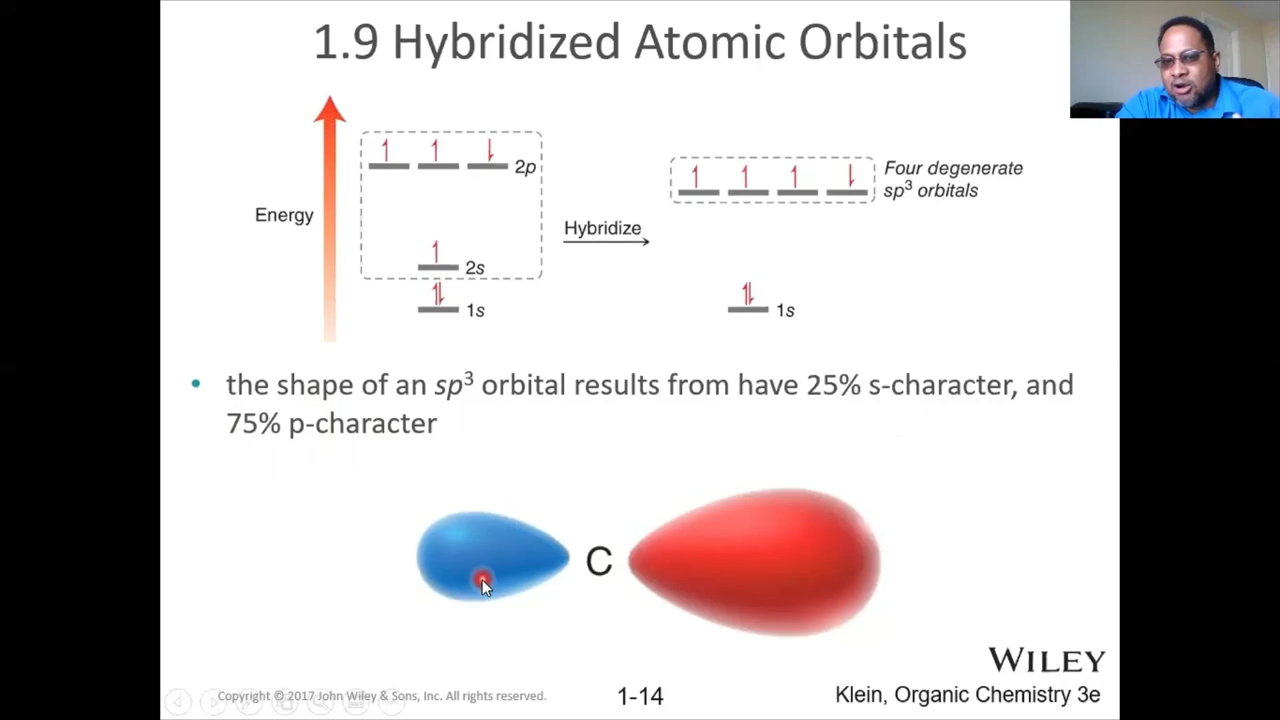 1.9 Hybridized Atomic Orbitals
2p
Four degenerate
sp³ orbitals
Energy
Hybridize
2s
1s
1s
• the shape of an sp³ orbital results from have 25% s-character, and
75% p-character
C
WILEY
Copyright © 2017 John Wiley & Sons, Inc. All rights reserved.
1-14
Klein, Organic Chemistry 3e